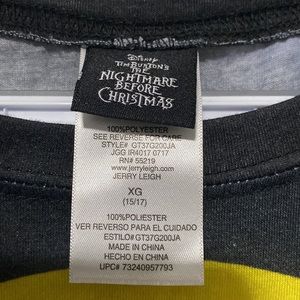 Disney
TIM BURTON'S
THE
NIGHTMARE
BEFORE
CHRISTMAS
100%POLYESTER
SEE REVERSE FOR CARE
STYLE# GT37G200JA
JGG IR4017 0717
RN# 55219
www.jerryleigh.com
JERRY LEIGH
XG
(15/17)
100%POLIESTER
VER REVERSO PARA EL CUIDADO
ESTILO# GT37G200JA
MADE IN CHINA
HECHO EN CHINA
UPC# 73240957793